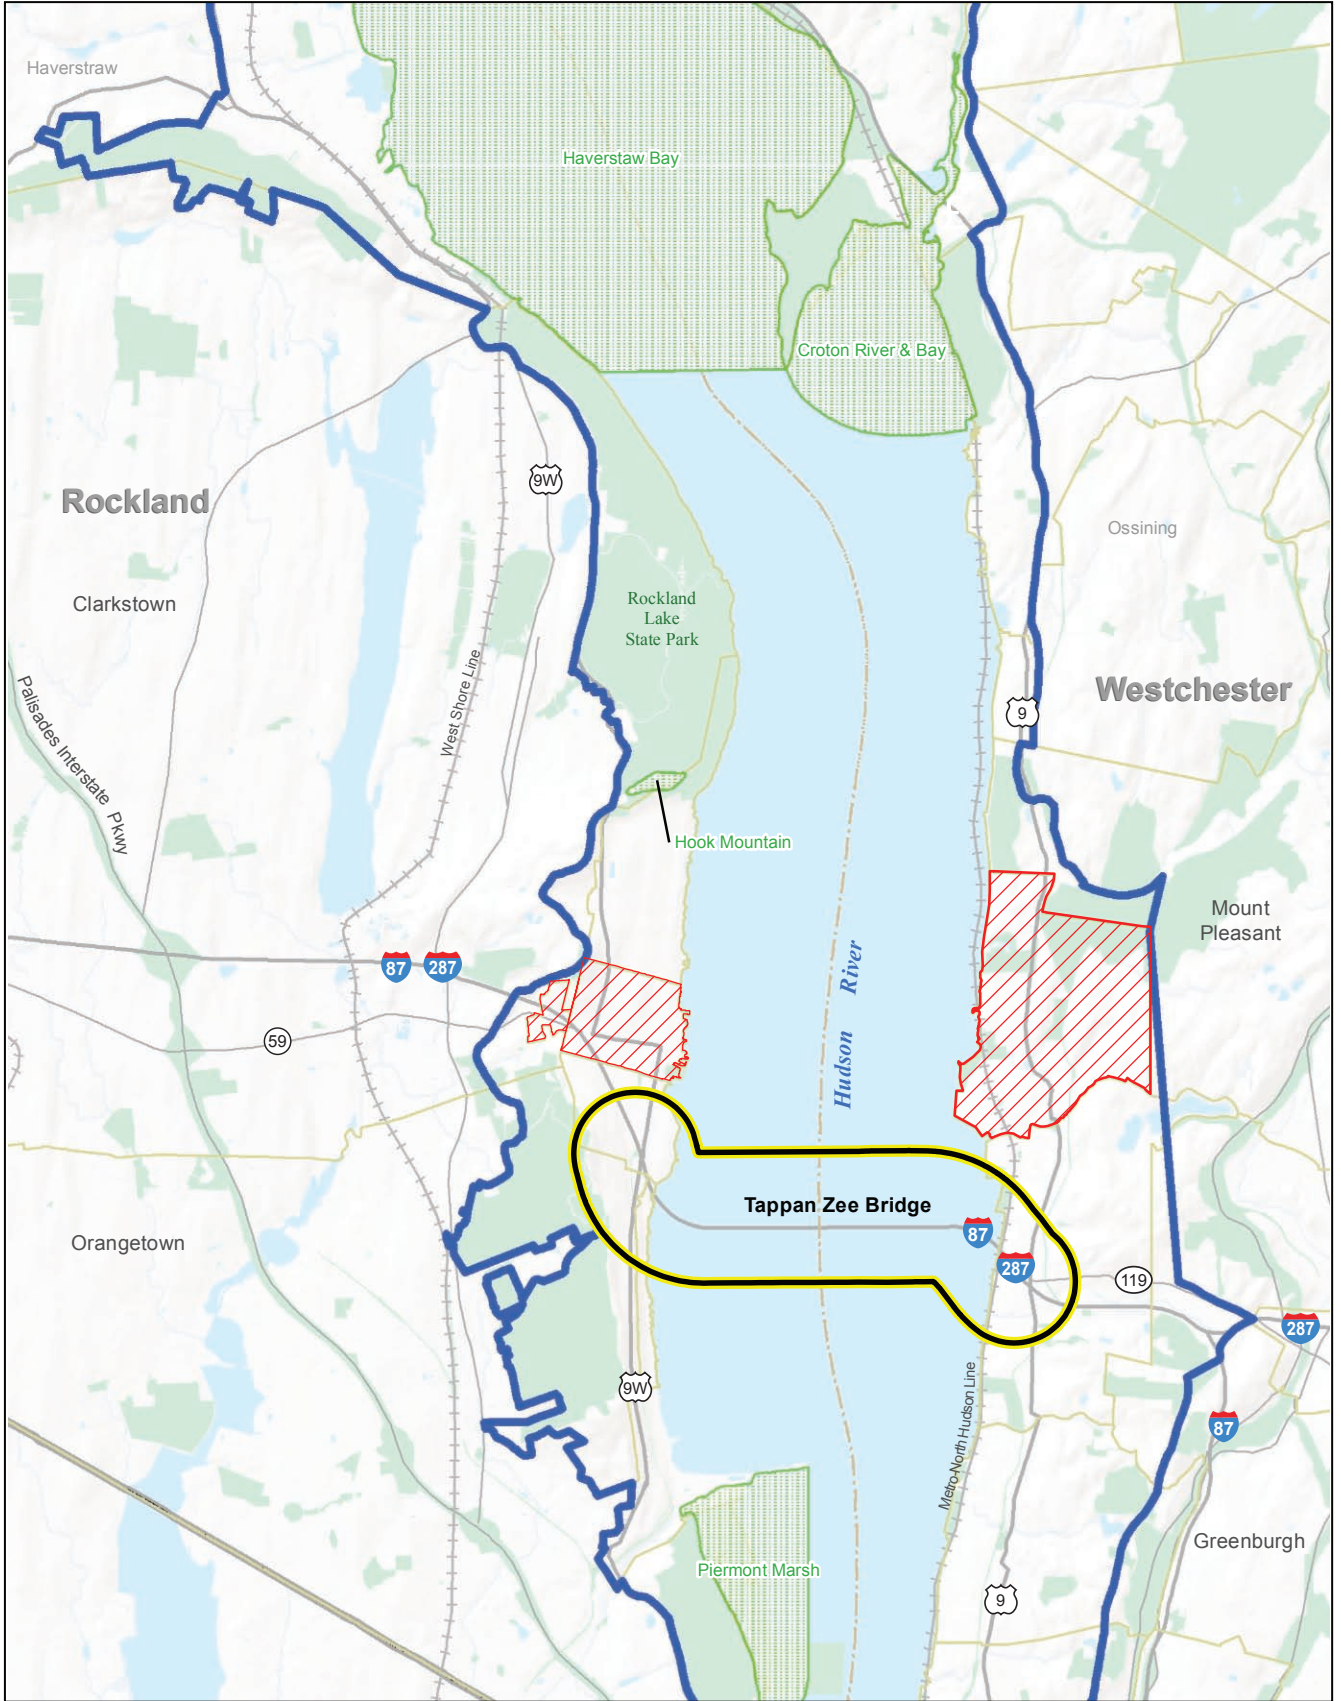 Haverstraw
Haverstaw Bay
Croton River & Bay
9W
Rockland
Ossining
Clarkstown
Rockland
Lake
State Park
West Shore Line
Palisades Interstate Pkwy
Westchester
9
Hook Mountain
Mount
Pleasant
87
287
Hudson River
59
Tappan Zee Bridge
87
287
119
Orangetown
287
9W
87
Metro-North Hudson Line
Greenburgh
Piermont Marsh
9